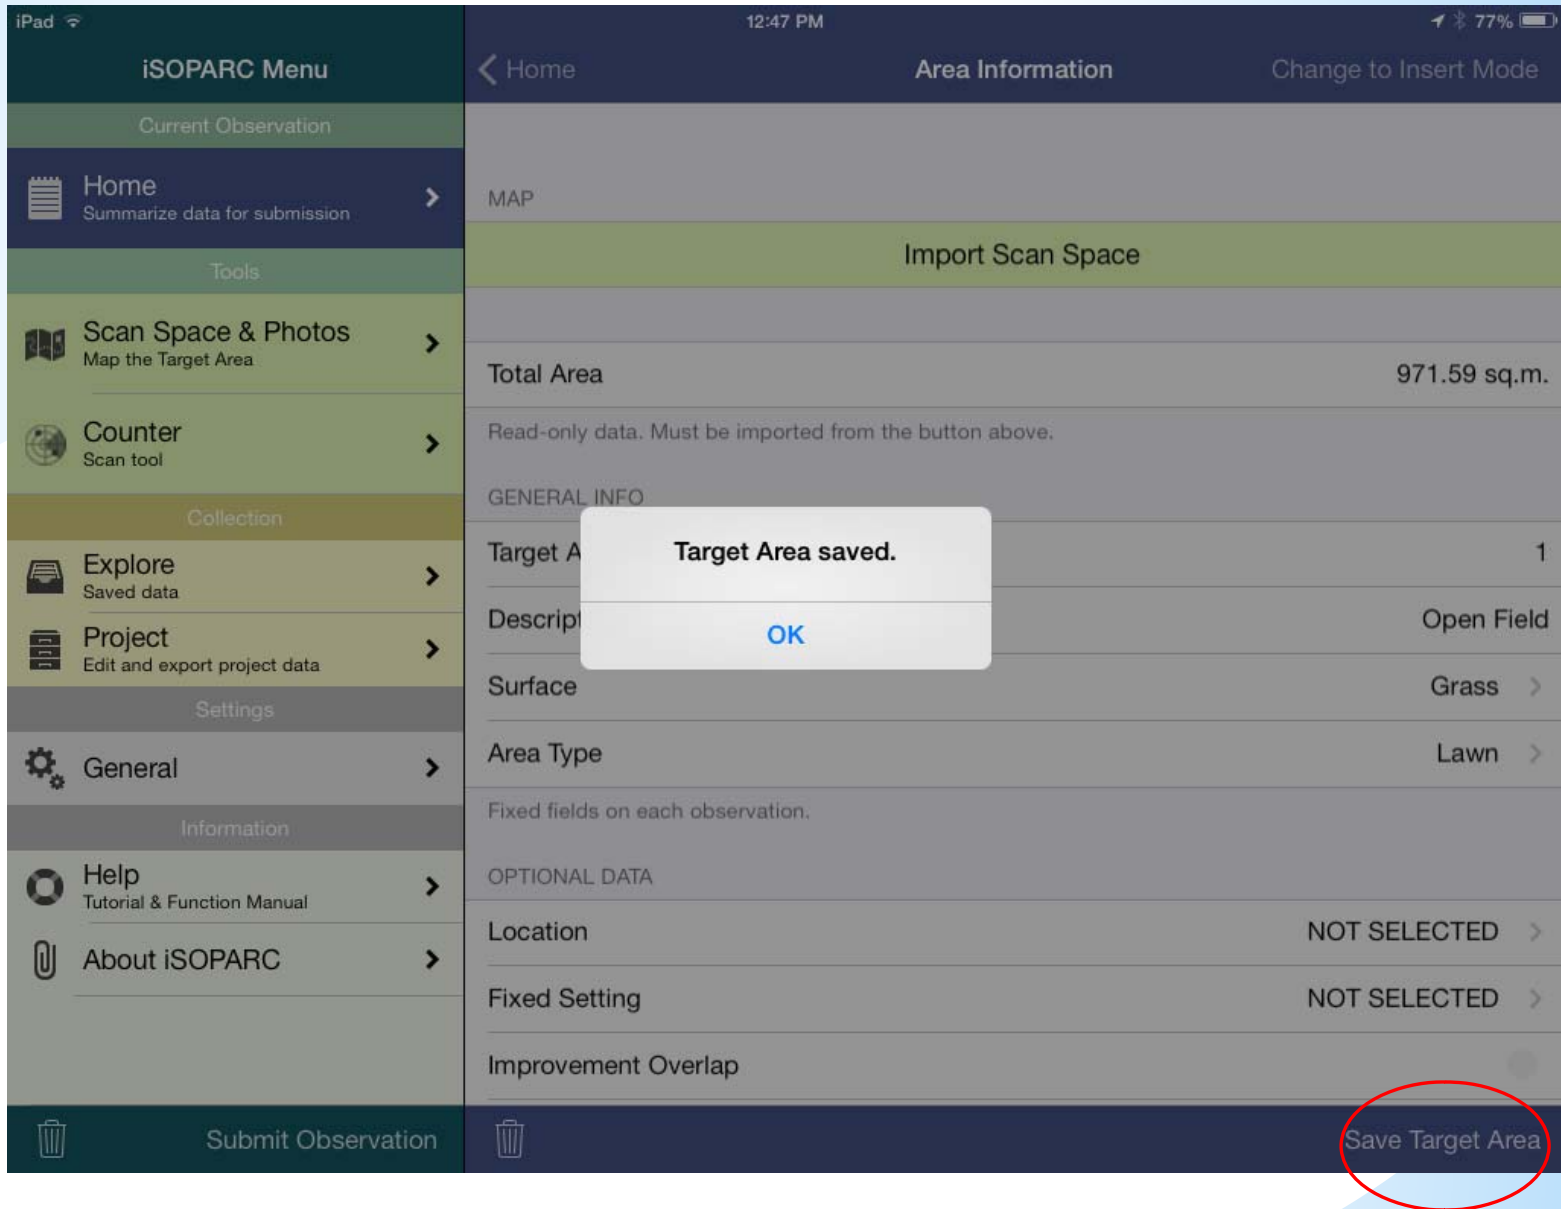 iPad
12:47 PM
77%
iSOPARC Menu
Home
Area Information
Change to Insert Mode
Current Observation
Home
Summarize data for submission
Tools
Scan Space & Photos
Map the Target Area
Counter
Scan tool
Collection
Explore
Saved data
Project
Edit and export project data
Settings
General
Information
Help
Tutorial & Function Manual
About iSOPARC
Submit Observation
MAP
Import Scan Space
Total Area 971.59 sq.m.
Read-only data. Must be imported from the button above.
GENERAL INFO
Target A 1
Descript Open Field
Surface Grass
Area Type Lawn
Fixed fields on each observation.
OPTIONAL DATA
Location NOT SELECTED
Fixed Setting NOT SELECTED
Improvement Overlap
Save Target Area
Target Area saved.
OK